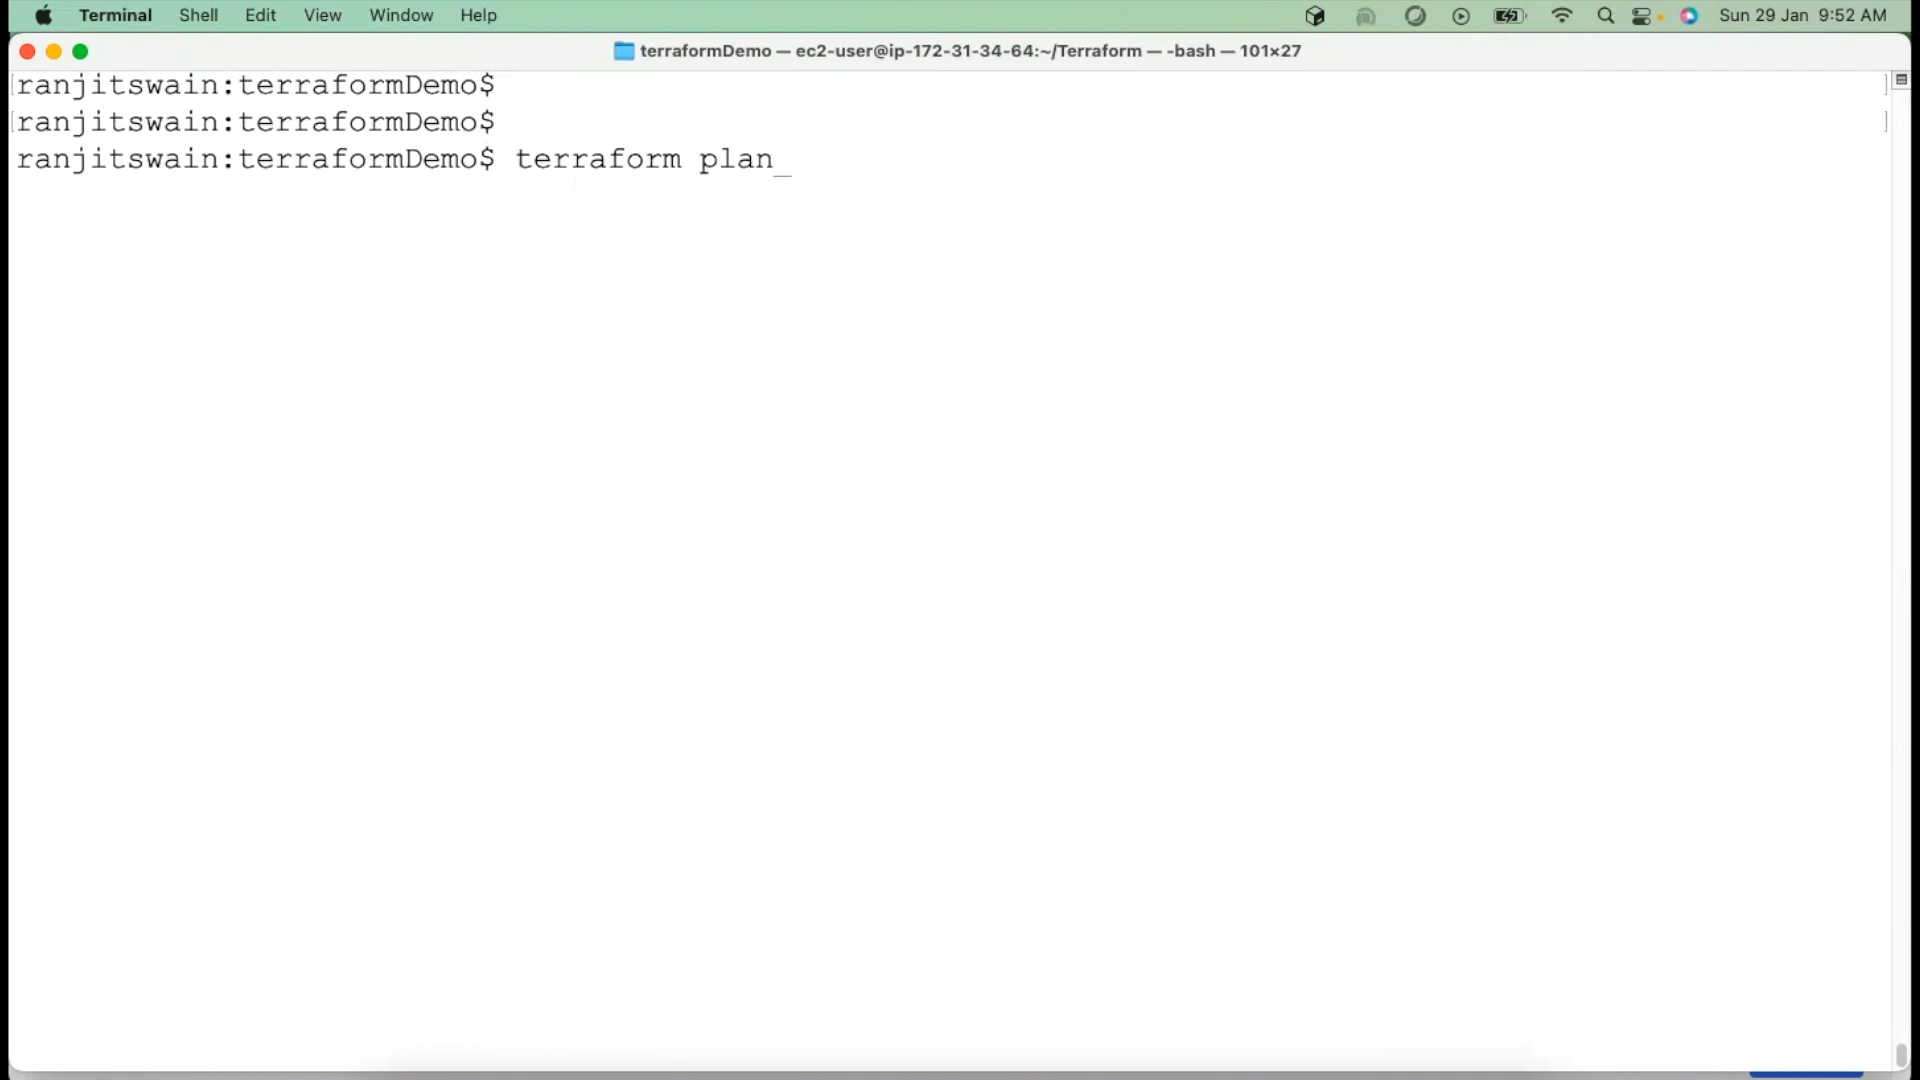 Terminal Shell Edit View Window Help Sun 29 Jan 9:52 AM
terraformDemo — ec2-user@ip-172-31-34-64:~/Terraform — -bash — 101×27
[ranjitswain:terraformDemo$ ]
[ranjitswain:terraformDemo$ ]
ranjitswain:terraformDemo$ terraform plan_